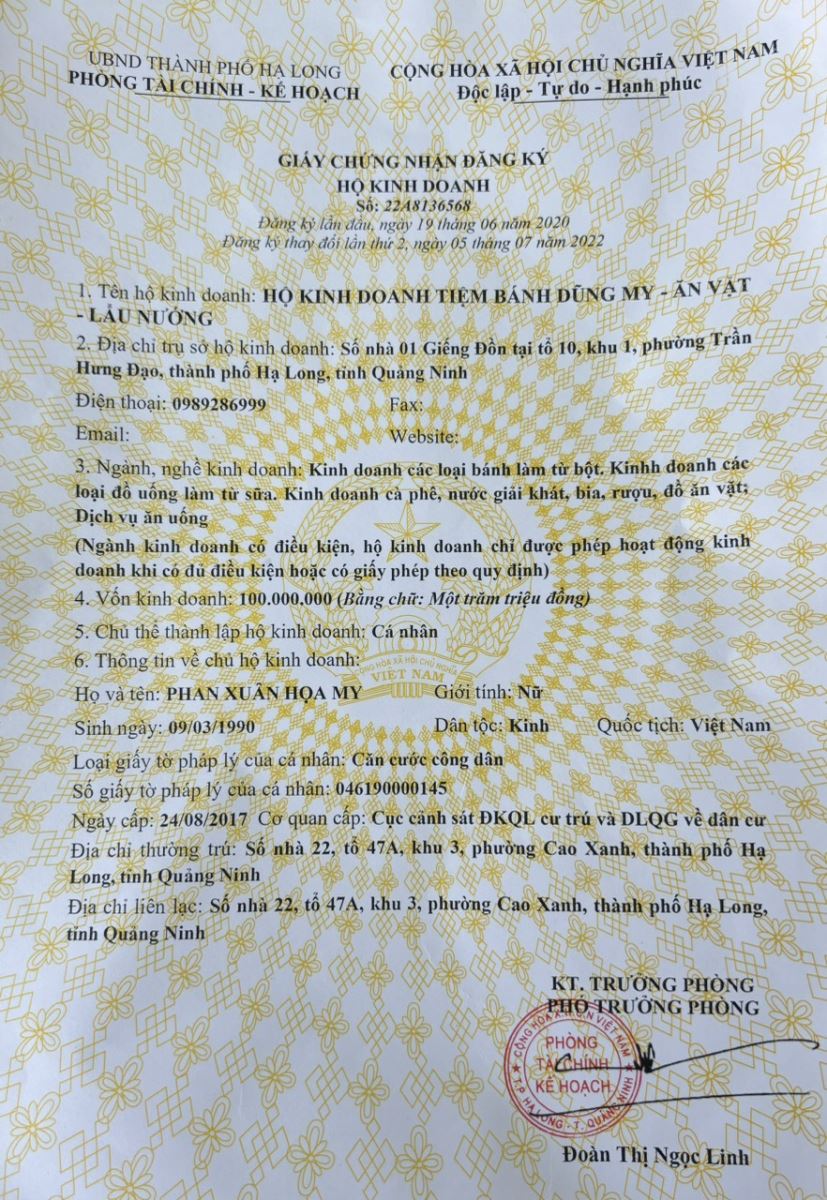 UBND THÀNH PHỐ HẠ LONG
PHÒNG TÀI CHÍNH - KẾ HOẠCH
CỘNG HÒA XÃ HỘI CHỦ NGHĨA VIỆT NAM
Độc lập - Tự do - Hạnh phúc
GIẤY CHỨNG NHẬN ĐĂNG KÝ
HỘ KINH DOANH
Số: 22A8136568
Đăng ký lần đầu, ngày 19 tháng 06 năm 2020
Đăng ký thay đổi lần thứ 2, ngày 05 tháng 07 năm 2022
1. Tên hộ kinh doanh: HỘ KINH DOANH TIỆM BÁNH DŨNG MY - ĂN VẶT
- LẨU NƯỚNG
2. Địa chỉ trụ sở hộ kinh doanh: Số nhà 01 Giếng Đồn tại tổ 10, khu 1, phường Trần
Hưng Đạo, thành phố Hạ Long, tỉnh Quảng Ninh
Điện thoại: 0989286999 Fax:
Email: Website:
3. Ngành, nghề kinh doanh: Kinh doanh các loại bánh làm từ bột. Kinhh doanh các
loại đồ uống làm từ sữa. Kinh doanh cà phê, nước giải khát, bia, rượu, đồ ăn vặt;
Dịch vụ ăn uống
(Ngành kinh doanh có điều kiện, hộ kinh doanh chỉ được phép hoạt động kinh
doanh khi có đủ điều kiện hoặc có giấy phép theo quy định)
4. Vốn kinh doanh: 100.000.000 (Bằng chữ: Một trăm triệu đồng)
5. Chủ thể thành lập hộ kinh doanh: Cá nhân
6. Thông tin về chủ hộ kinh doanh:
CỘNG HÒA XÃ HỘI CHỦ NGHĨA
VIỆT NAM
Họ và tên: PHAN XUÂN HỌA MY Giới tính: Nữ
Sinh ngày: 09/03/1990 Dân tộc: Kinh Quốc tịch: Việt Nam
Loại giấy tờ pháp lý của cá nhân: Căn cước công dân
Số giấy tờ pháp lý của cá nhân: 046190000145
Ngày cấp: 24/08/2017 Cơ quan cấp: Cục cảnh sát ĐKQL cư trú và DLQG về dân cư
Địa chỉ thường trú: Số nhà 22, tổ 47A, khu 3, phường Cao Xanh, thành phố Hạ
Long, tỉnh Quảng Ninh
Địa chỉ liên lạc: Số nhà 22, tổ 47A, khu 3, phường Cao Xanh, thành phố Hạ Long,
tỉnh Quảng Ninh
KT. TRƯỞNG PHÒNG
PHÓ TRƯỞNG PHÒNG
CỘNG HÒA X.H.C.N VIỆT NAM
PHÒNG
TÀI CHÍNH
KẾ HOẠCH
T.P HẠ LONG - T. QUẢNG NINH
Đoàn Thị Ngọc Linh